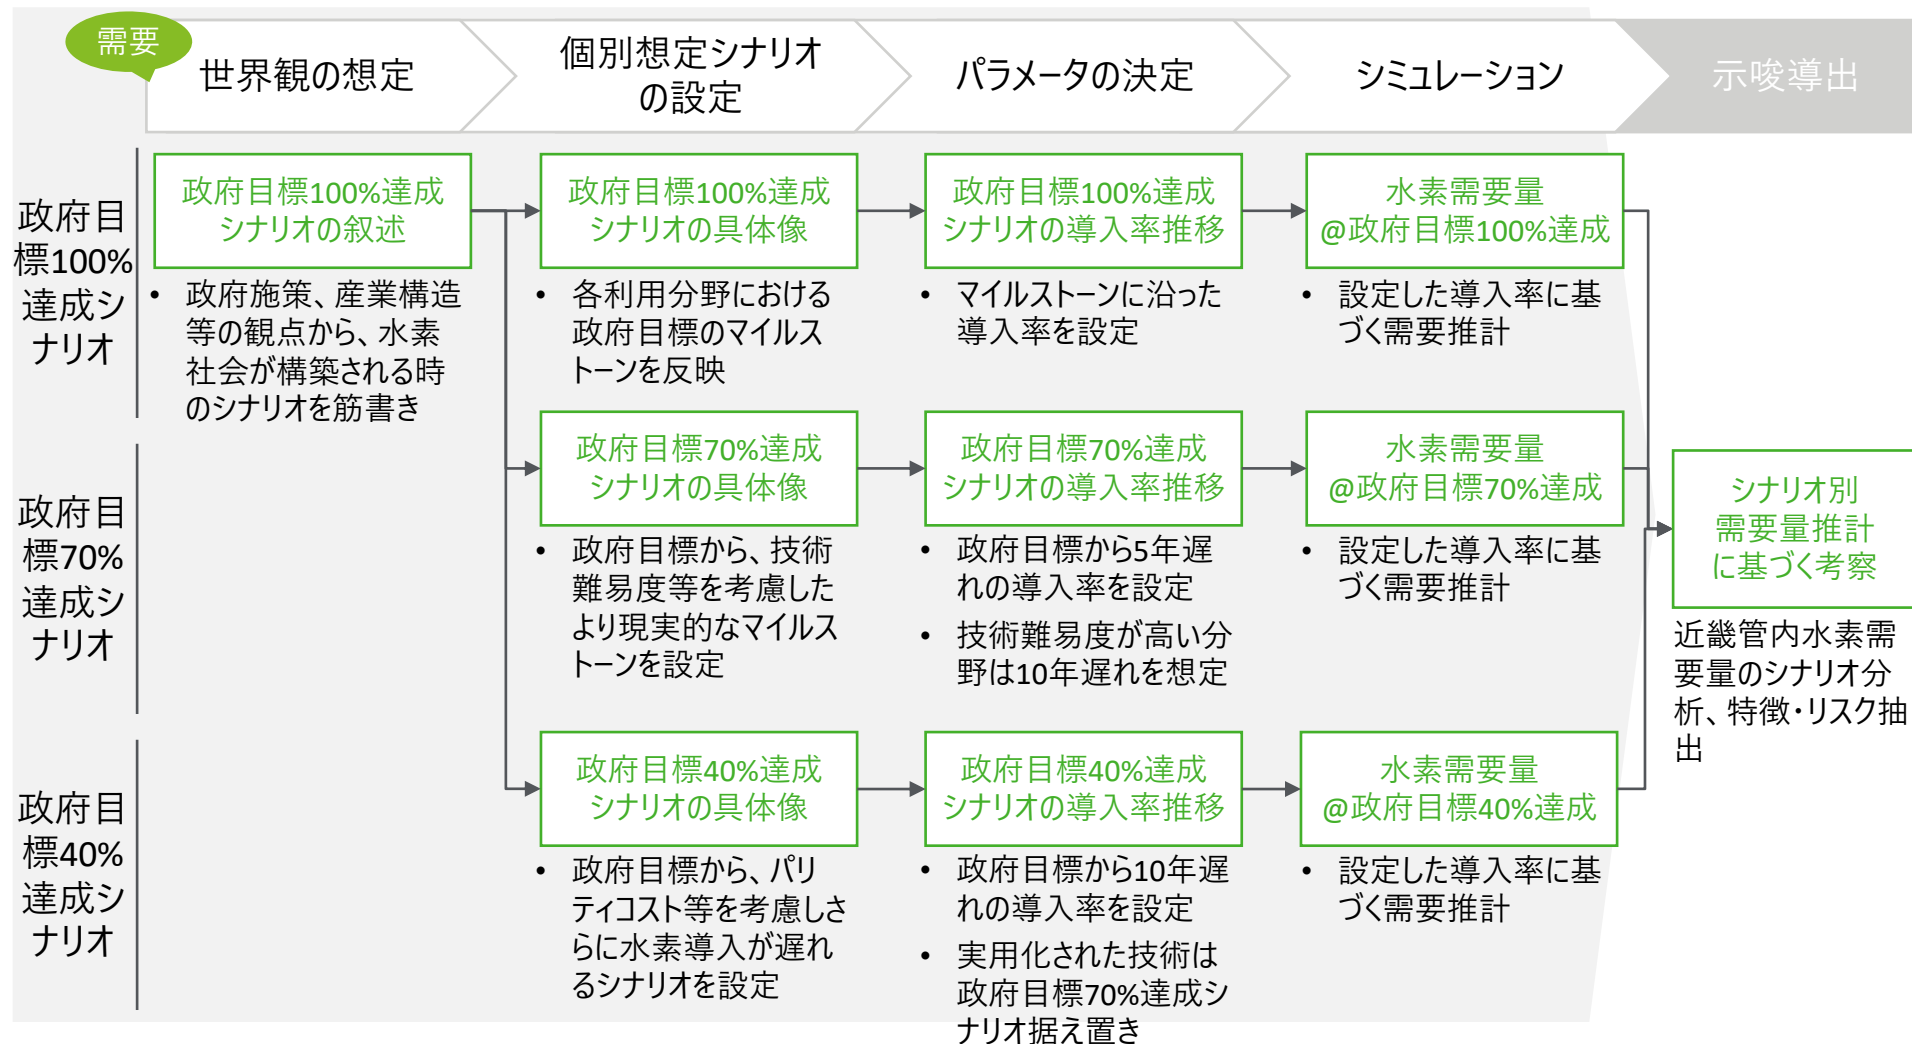 需要
世界観の想定
個別想定シナリオ
の設定
パラメータの決定
シミュレーション
示唆導出
政府目
標100%
達成シ
ナリオ
政府目標100%達成
シナリオの叙述
• 政府施策、産業構造
等の観点から、水素
社会が構築される時
のシナリオを筋書き
政府目標100%達成
シナリオの具体像
• 各利用分野における
政府目標のマイルス
トーンを反映
政府目標100%達成
シナリオの導入率推移
• マイルストーンに沿った
導入率を設定
水素需要量
@政府目標100%達成
• 設定した導入率に基
づく需要推計
政府目
標70%
達成シ
ナリオ
政府目標70%達成
シナリオの具体像
• 政府目標から、技術
難易度等を考慮した
より現実的なマイルス
トーンを設定
政府目標70%達成
シナリオの導入率推移
• 政府目標から5年遅
れの導入率を設定
• 技術難易度が高い分
野は10年遅れを想定
水素需要量
@政府目標70%達成
• 設定した導入率に基
づく需要推計
シナリオ別
需要量推計
に基づく考察
近畿管内水素需
要量のシナリオ分
析、特徴・リスク抽
出
政府目
標40%
達成シ
ナリオ
政府目標40%達成
シナリオの具体像
• 政府目標から、パリ
ティコスト等を考慮しさ
らに水素導入が遅れ
るシナリオを設定
政府目標40%達成
シナリオの導入率推移
• 政府目標から10年遅
れの導入率を設定
• 実用化された技術は
政府目標70%達成シ
ナリオ据え置き
水素需要量
@政府目標40%達成
• 設定した導入率に基
づく需要推計